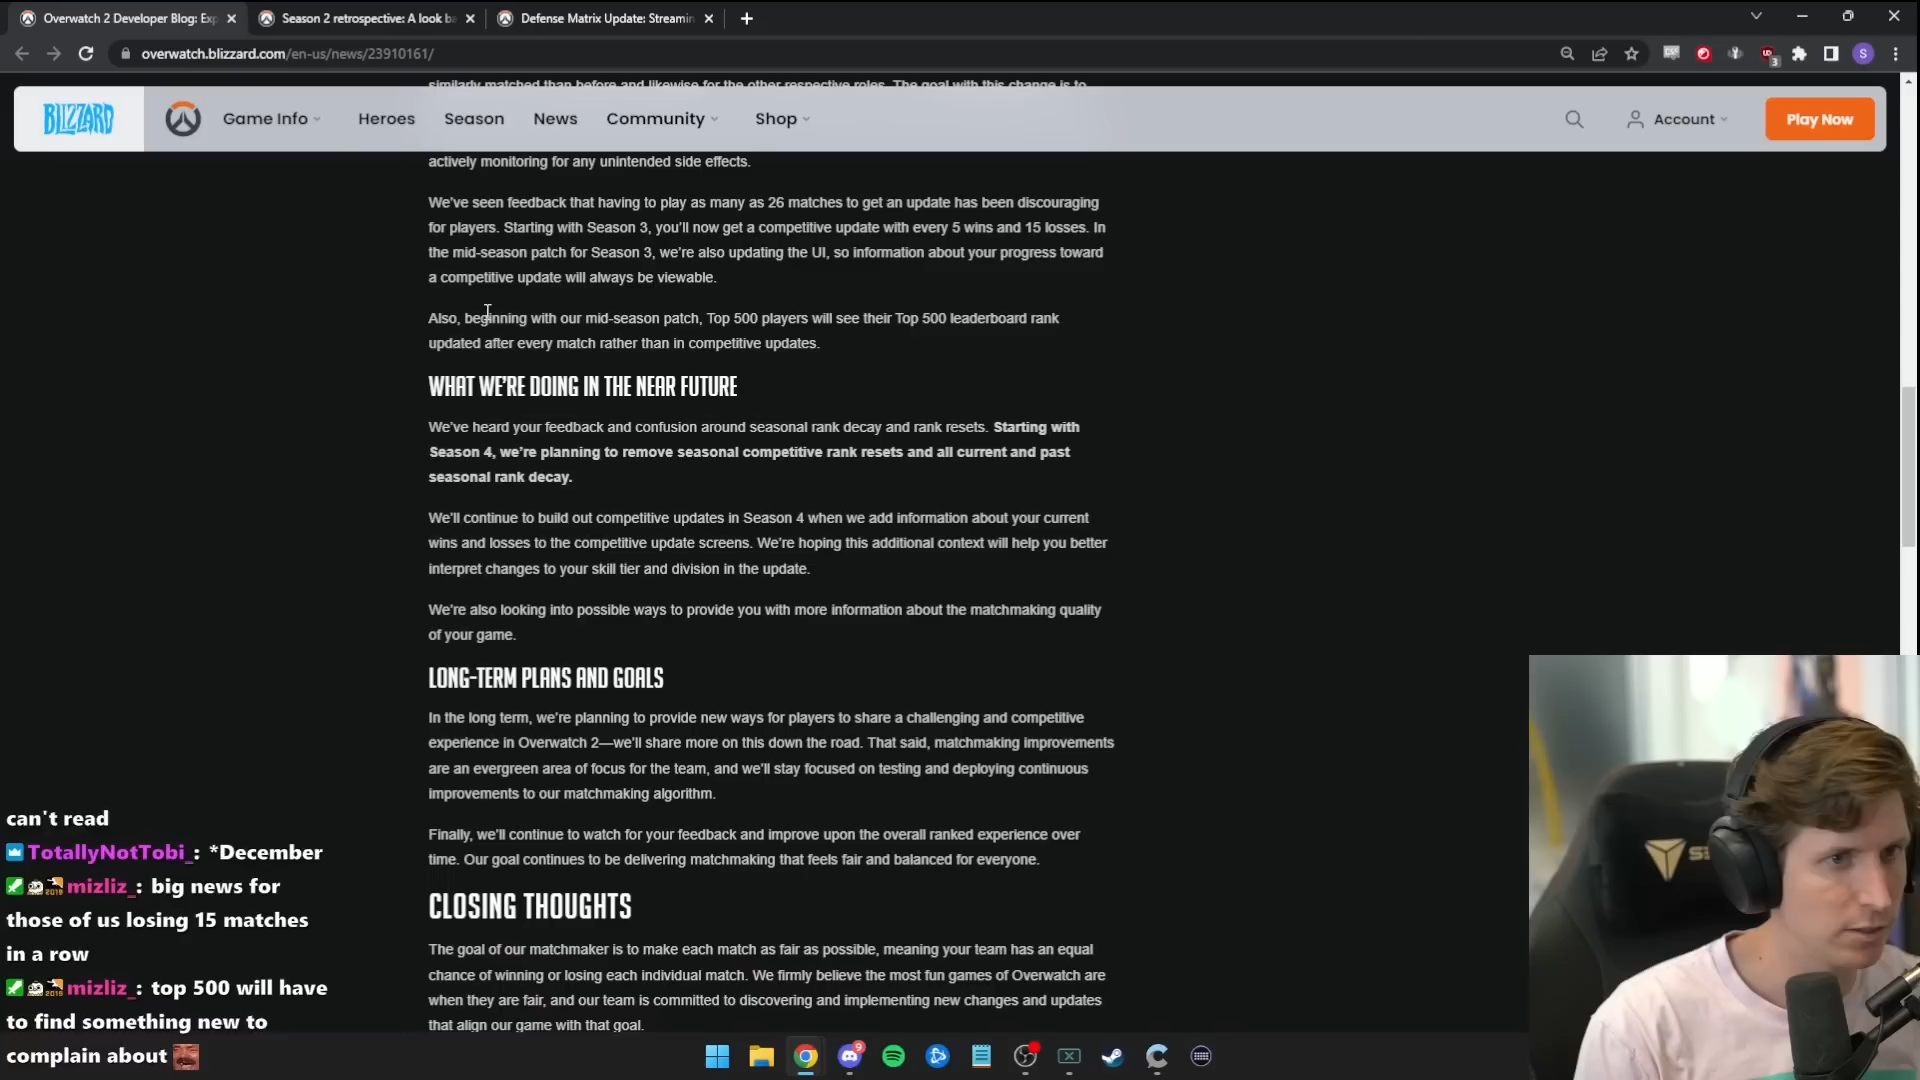 Overwatch 2 Developer Blog: Exp
Season 2 retrospective: A look ba
Defense Matrix Update: Streamin
overwatch.blizzard.com/en-us/news/23910161/
S
3
similarly matched than before and likewise for the other respective roles. The goal with this change is to
BLIZZARD
Game Info
Heroes
Season
News
Community
Shop
Account
Play Now
actively monitoring for any unintended side effects.
We've seen feedback that having to play as many as 26 matches to get an update has been discouraging
for players. Starting with Season 3, you'll now get a competitive update with every 5 wins and 15 losses. In
the mid-season patch for Season 3, we're also updating the UI, so information about your progress toward
a competitive update will always be viewable.
Also, beginning with our mid-season patch, Top 500 players will see their Top 500 leaderboard rank
updated after every match rather than in competitive updates.
WHAT WE'RE DOING IN THE NEAR FUTURE
We've heard your feedback and confusion around seasonal rank decay and rank resets. Starting with
Season 4, we're planning to remove seasonal competitive rank resets and all current and past
seasonal rank decay.
We'll continue to build out competitive updates in Season 4 when we add information about your current
wins and losses to the competitive update screens. We're hoping this additional context will help you better
interpret changes to your skill tier and division in the update.
We're also looking into possible ways to provide you with more information about the matchmaking quality
of your game.
LONG-TERM PLANS AND GOALS
In the long term, we're planning to provide new ways for players to share a challenging and competitive
experience in Overwatch 2—we'll share more on this down the road. That said, matchmaking improvements
are an evergreen area of focus for the team, and we'll stay focused on testing and deploying continuous
improvements to our matchmaking algorithm.
Finally, we'll continue to watch for your feedback and improve upon the overall ranked experience over
time. Our goal continues to be delivering matchmaking that feels fair and balanced for everyone.
CLOSING THOUGHTS
The goal of our matchmaker is to make each match as fair as possible, meaning your team has an equal
chance of winning or losing each individual match. We firmly believe the most fun games of Overwatch are
when they are fair, and our team is committed to discovering and implementing new changes and updates
that align our game with that goal.
can't read
TotallyNotTobi_: *December
mizliz_: big news for
those of us losing 15 matches
in a row
mizliz_: top 500 will have
to find something new to
complain about
9